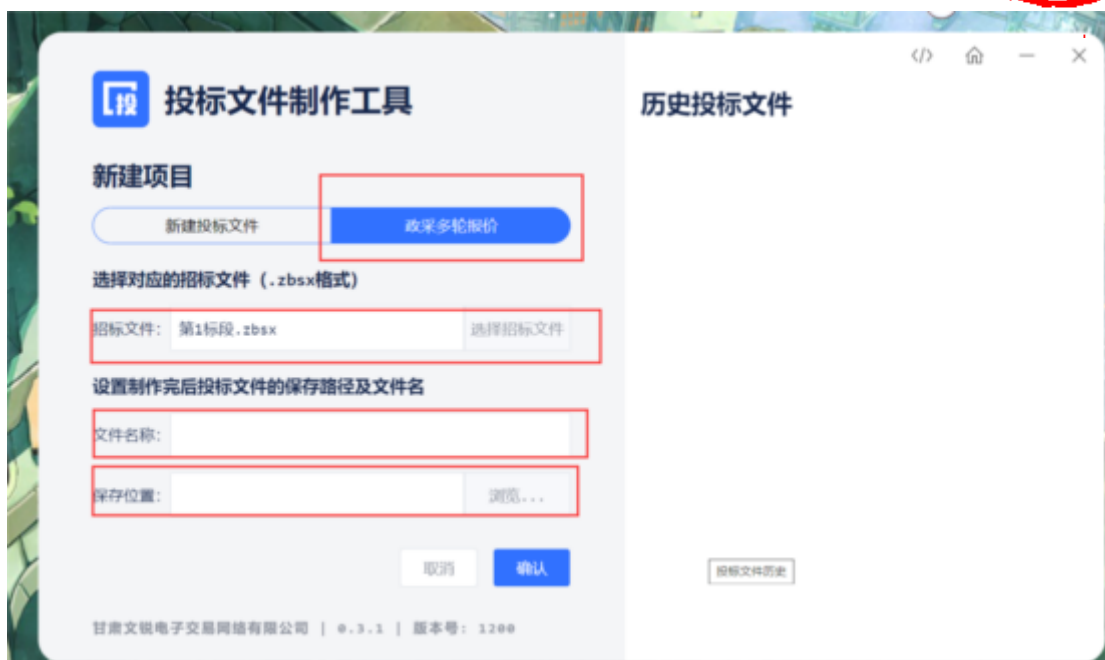 投标文件制作工具
新建项目
新建投标文件
政采多轮报价
选择对应的招标文件（.zbsx格式）
招标文件：
第1标段.zbsx
选择招标文件
设置制作完后投标文件的保存路径及文件名
文件名称：
保存位置：
浏览...
取消
确认
甘肃文锐电子交易网络有限公司 | 0.3.1 | 版本号：1200
历史投标文件
投标文件历史